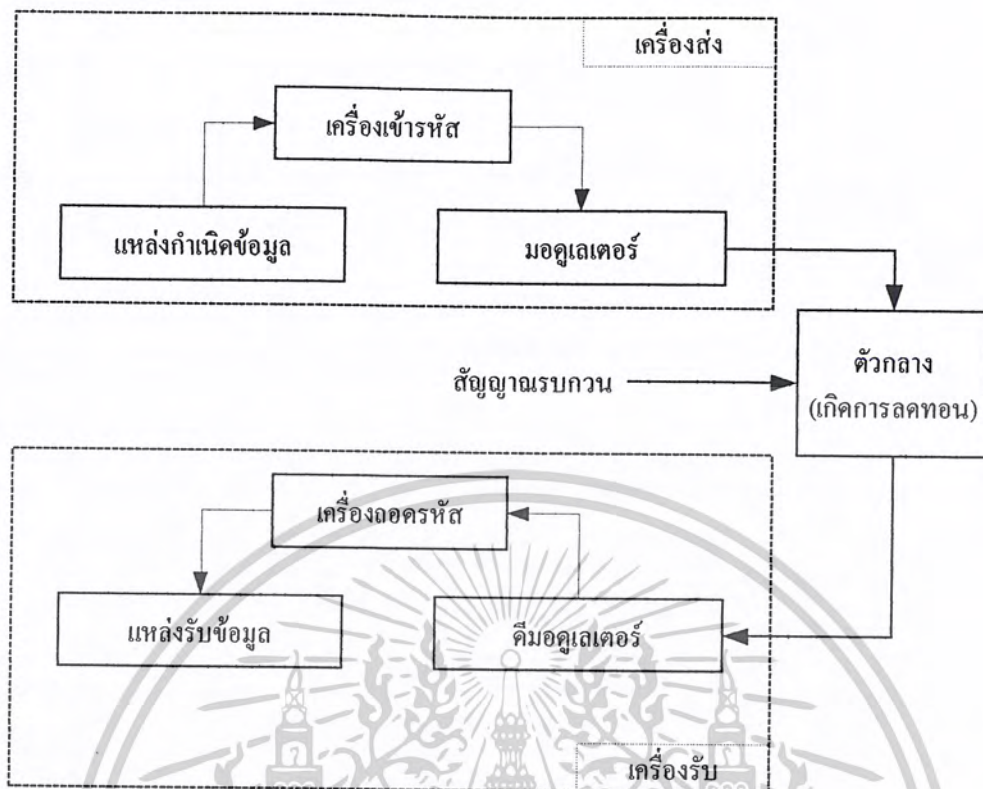 เครื่องส่ง
เครื่องเข้ารหัส
แหล่งกำเนิดข้อมูล
มอดูเลเตอร์
ตัวกลาง
(เกิดการลดทอน)
สัญญาณรบกวน
เครื่องถอดรหัส
แหล่งรับข้อมูล
ดีมอดูเลเตอร์
เครื่องรับ